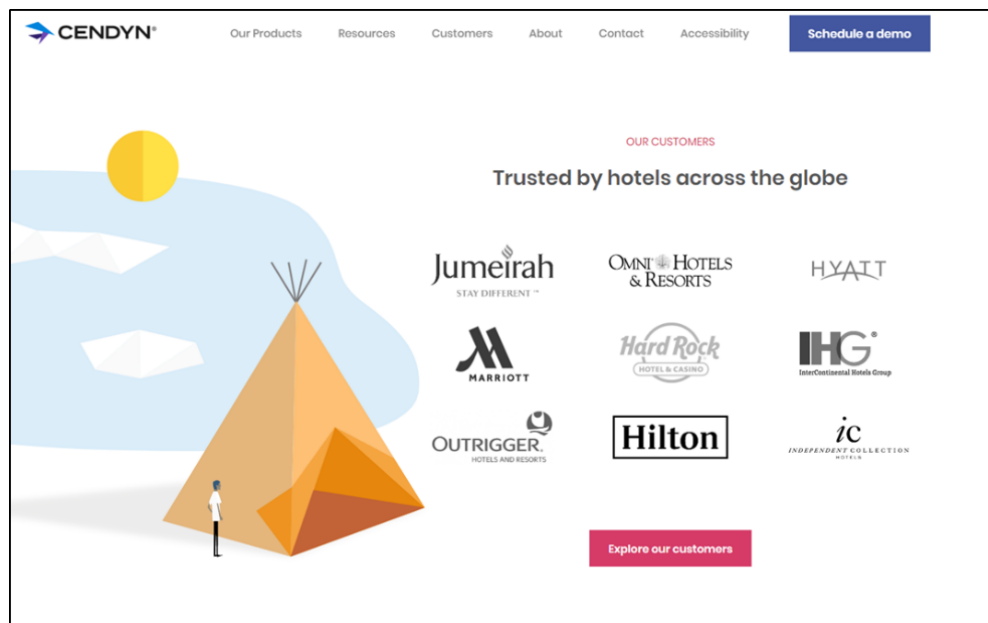 CENDYN®
Our Products Resources Customers About Contact Accessibility Schedule a demo
OUR CUSTOMERS
Trusted by hotels across the globe
Jumeirah
STAY DIFFERENT ™
OMNI® HOTELS
& RESORTS
HYATT
MARRIOTT
Hard Rock
HOTEL & CASINO
IHG®
InterContinental Hotels Group
OUTRIGGER.
HOTELS AND RESORTS
Hilton
ic
INDEPENDENT COLLECTION
HOTELS
Explore our customers